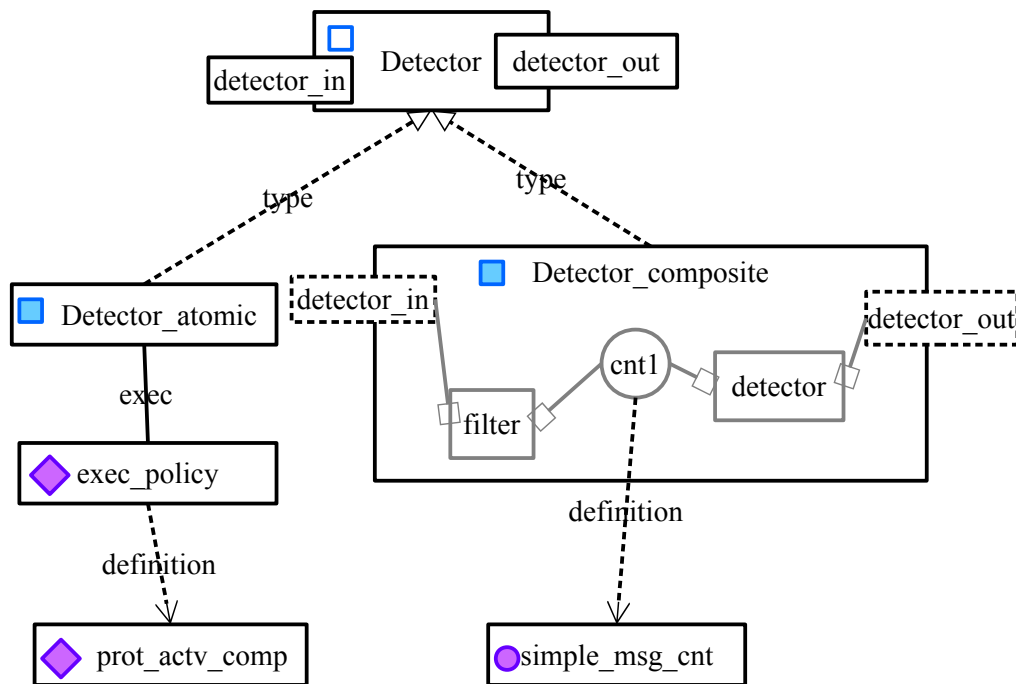 Detector
detector_in
detector_out
type
type
Detector_composite
detector_in
detector_out
Detector_atomic
cnt1
detector
filter
exec
exec_policy
definition
definition
prot_actv_comp
simple_msg_cnt